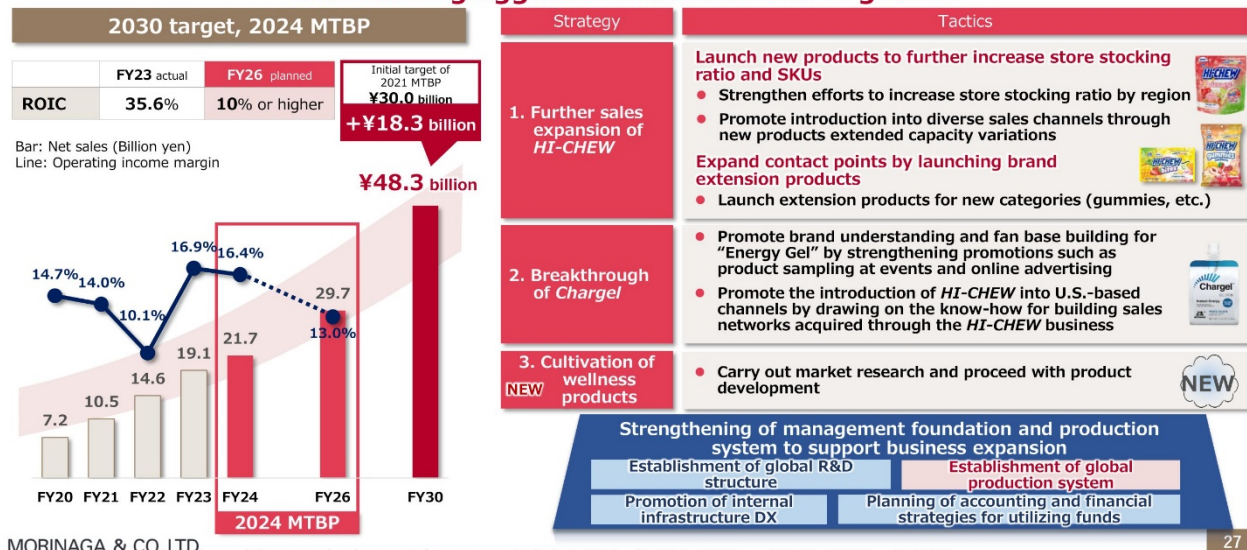 2030 target, 2024 MTBP
FY23 actual FY26 planned
ROIC 35.6% 10% or higher
Initial target of
2021 MTBP
¥30.0 billion
+¥18.3 billion
Bar: Net sales (Billion yen)
Line: Operating income margin
¥48.3 billion
14.7%
14.0%
10.1%
16.9%
16.4%
13.0%
7.2
10.5
14.6
19.1
21.7
29.7
FY20 FY21 FY22 FY23 FY24 FY26 FY30
2024 MTBP
Strategy Tactics
1. Further sales
expansion of
HI-CHEW
Launch new products to further increase store stocking
ratio and SKUs
• Strengthen efforts to increase store stocking ratio by region
• Promote introduction into diverse sales channels through
new products extended capacity variations
Expand contact points by launching brand
extension products
• Launch extension products for new categories (gummies, etc.)
HI-CHEW
HI-CHEW
HI-CHEW
2. Breakthrough
of Chargel
• Promote brand understanding and fan base building for
"Energy Gel" by strengthening promotions such as
product sampling at events and online advertising
• Promote the introduction of HI-CHEW into U.S.-based
channels by drawing on the know-how for building sales
networks acquired through the HI-CHEW business
Chargel
3. Cultivation of
NEW wellness
products
• Carry out market research and proceed with product
development
NEW
Strengthening of management foundation and production
system to support business expansion
Establishment of global R&D
structure
Establishment of global
production system
Promotion of internal
infrastructure DX
Planning of accounting and financial
strategies for utilizing funds
MORINAGA & CO. LTD.
27